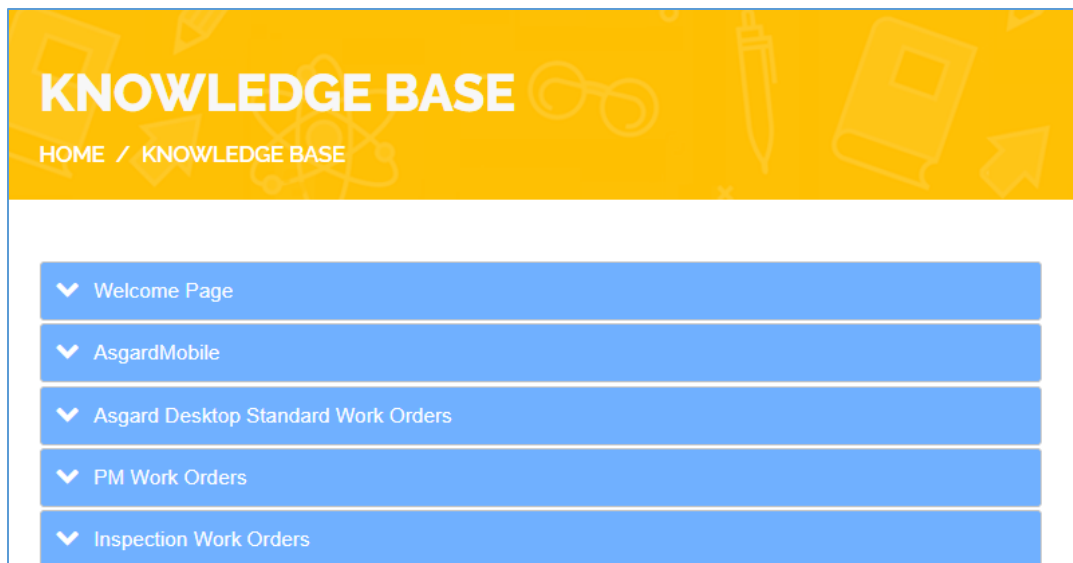 KNOWLEDGE BASE
HOME / KNOWLEDGE BASE
Welcome Page
AsgardMobile
Asgard Desktop Standard Work Orders
PM Work Orders
Inspection Work Orders